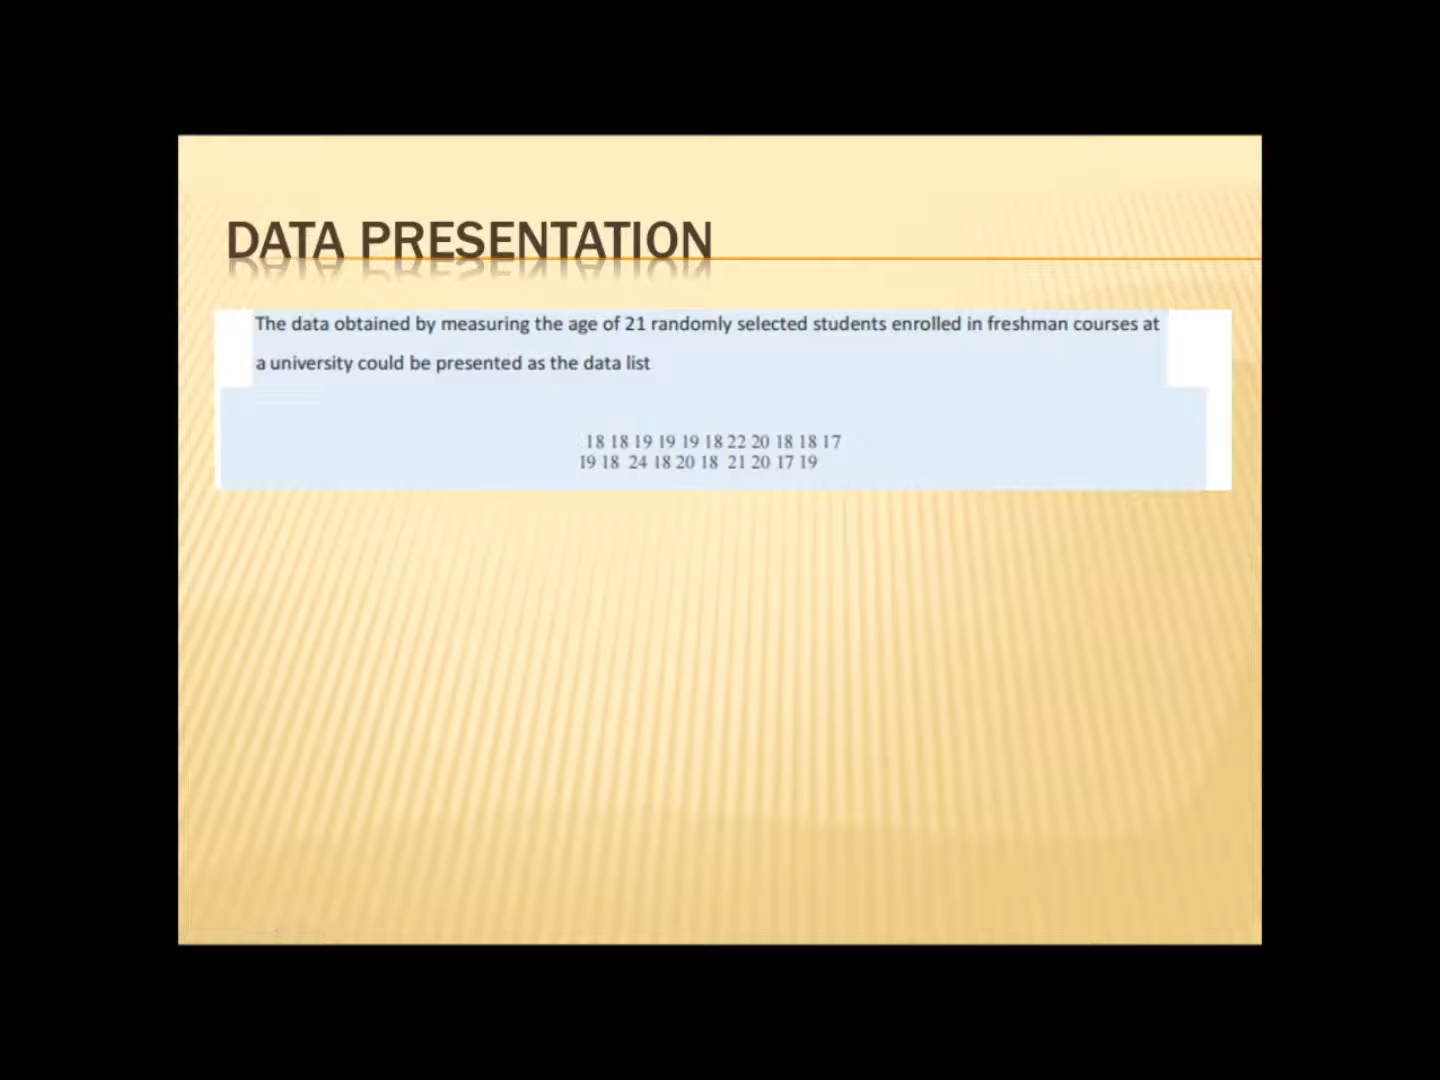 DATA PRESENTATION
The data obtained by measuring the age of 21 randomly selected students enrolled in freshman courses at
a university could be presented as the data list
18 18 19 19 19 18 22 20 18 18 17
19 18 24 18 20 18 21 20 17 19